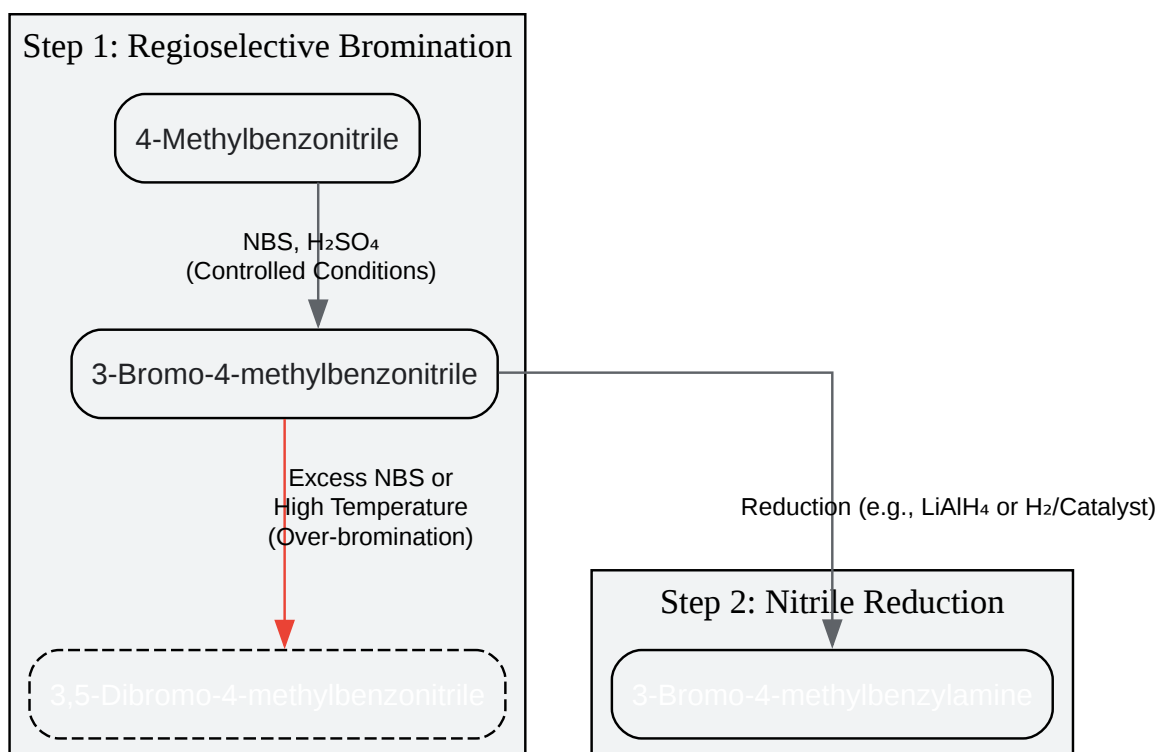 Step 1: Regioselective Bromination
4-Methylbenzonitrile
NBS, H₂SO₄
(Controlled Conditions)
3-Bromo-4-methylbenzonitrile
Excess NBS or
High Temperature
(Over-bromination)
3,5-Dibromo-4-methylbenzonitrile
Reduction (e.g., LiAlH₄ or H₂/Catalyst)
Step 2: Nitrile Reduction
3-Bromo-4-methylbenzylamine